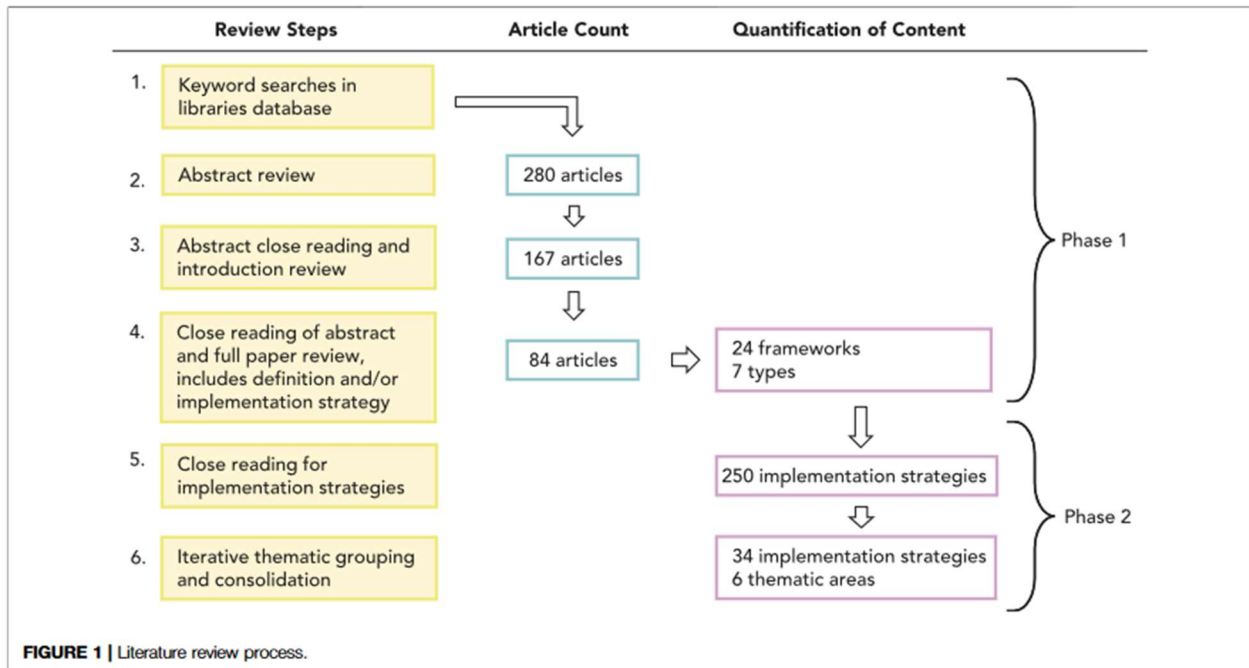 Review Steps
Article Count
Quantification of Content
1.
Keyword searches in
libraries database
2.
Abstract review
280 articles
3.
Abstract close reading and
introduction review
167 articles
4.
Close reading of abstract
and full paper review,
includes definition and/or
implementation strategy
84 articles
24 frameworks
7 types
Phase 1
5.
Close reading for
implementation strategies
250 implementation strategies
6.
Iterative thematic grouping
and consolidation
34 implementation strategies
6 thematic areas
Phase 2
FIGURE 1 | Literature review process.